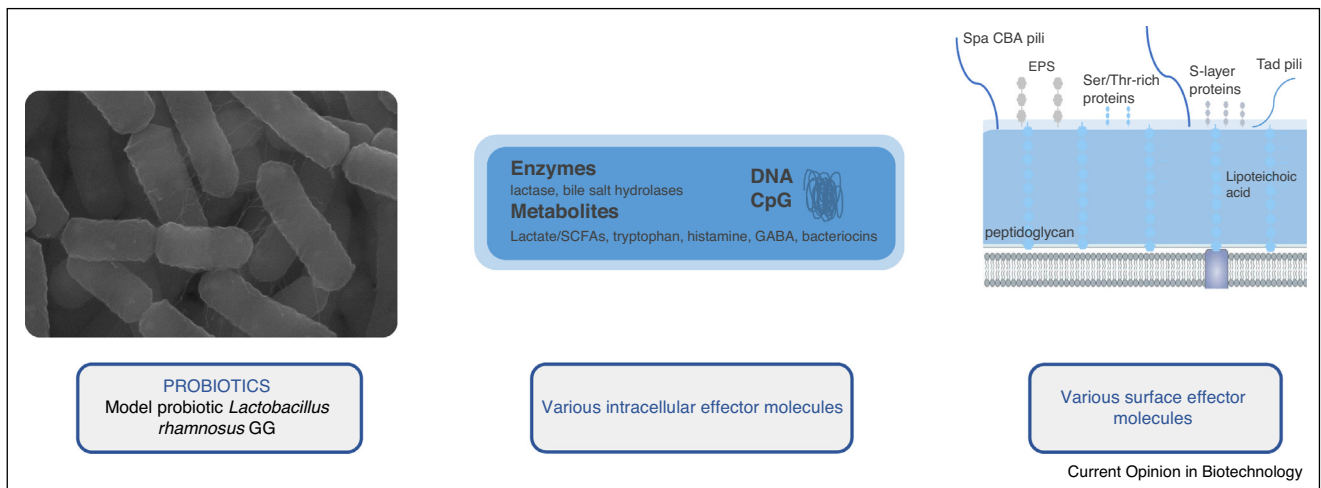 PROBIOTICS
Model probiotic Lactobacillus
rhamnosus GG
Enzymes
lactase, bile salt hydrolases
Metabolites
Lactate/SCFAs, tryptophan, histamine, GABA, bacteriocins
DNA
CpG
Various intracellular effector molecules
Spa CBA pili
EPS
Ser/Thr-rich
proteins
S-layer
proteins
Tad pili
Lipoteichoic
acid
peptidoglycan
Various surface effector
molecules
Current Opinion in Biotechnology